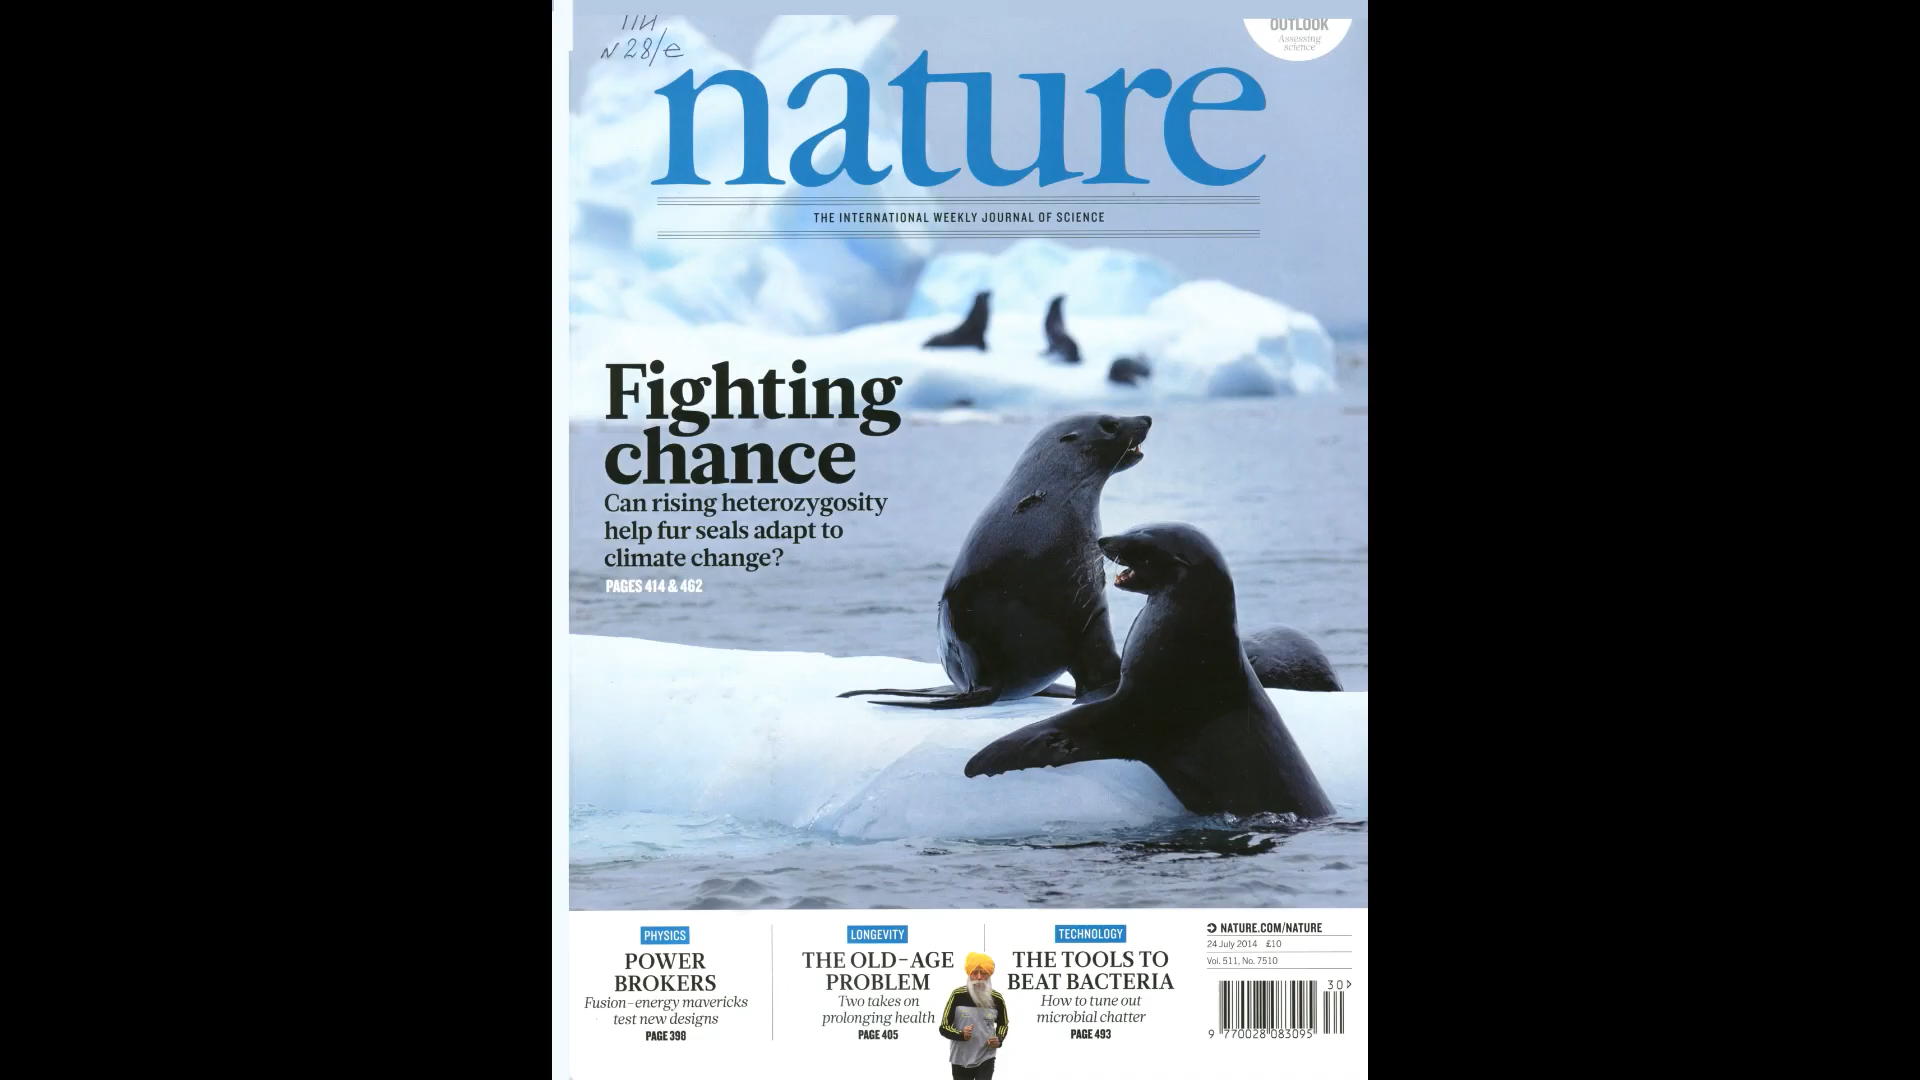 OUTLOOK
Assessing
science
N 28/e
nature
THE INTERNATIONAL WEEKLY JOURNAL OF SCIENCE
Fighting
chance
Can rising heterozygosity
help fur seals adapt to
climate change?
PAGES 414 & 462
PHYSICS
POWER
BROKERS
Fusion-energy mavericks
test new designs
PAGE 398
LONGEVITY
THE OLD-AGE
PROBLEM
Two takes on
prolonging health
PAGE 405
TECHNOLOGY
THE TOOLS TO
BEAT BACTERIA
How to tune out
microbial chatter
PAGE 493
NATURE.COM/NATURE
24 July 2014 £10
Vol. 511, No. 7510
30>
9 770028 083095